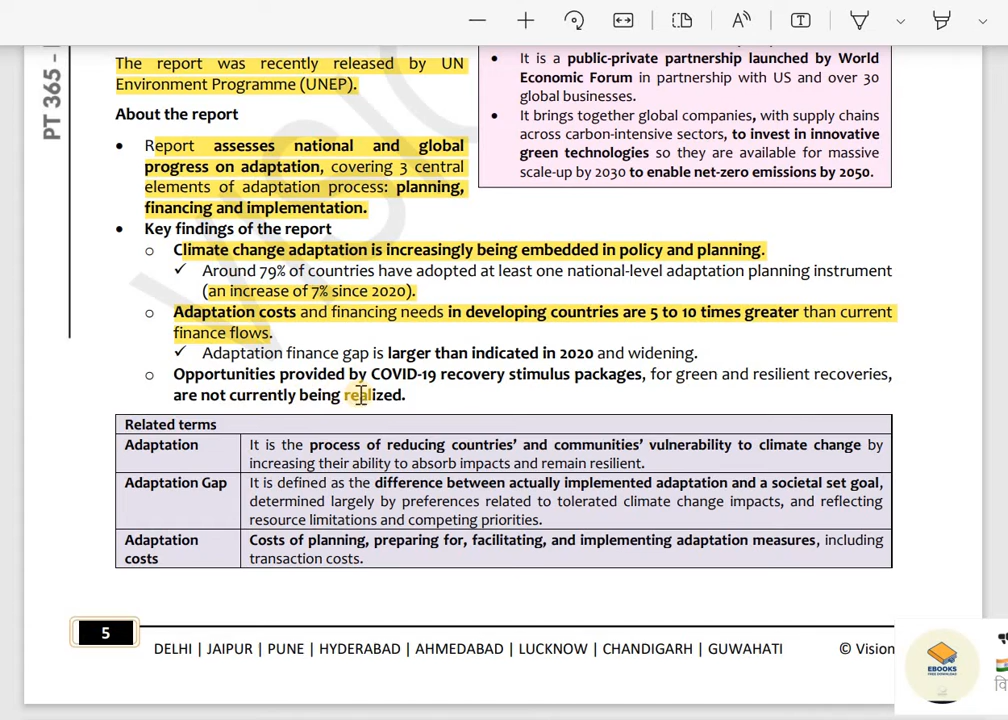 PT 365 -
The report was recently released by UN
Environment Programme (UNEP).
About the report
• Report assesses national and global
progress on adaptation, covering 3 central
elements of adaptation process: planning,
financing and implementation.
• It is a public-private partnership launched by World
Economic Forum in partnership with US and over 30
global businesses.
• It brings together global companies, with supply chains
across carbon-intensive sectors, to invest in innovative
green technologies so they are available for massive
scale-up by 2030 to enable net-zero emissions by 2050.
• Key findings of the report
o Climate change adaptation is increasingly being embedded in policy and planning.
✓ Around 79% of countries have adopted at least one national-level adaptation planning instrument
(an increase of 7% since 2020).
o Adaptation costs and financing needs in developing countries are 5 to 10 times greater than current
finance flows.
✓ Adaptation finance gap is larger than indicated in 2020 and widening.
o Opportunities provided by COVID-19 recovery stimulus packages, for green and resilient recoveries,
are not currently being realized.
Related terms
Adaptation
It is the process of reducing countries' and communities' vulnerability to climate change by
increasing their ability to absorb impacts and remain resilient.
Adaptation Gap
It is defined as the difference between actually implemented adaptation and a societal set goal,
determined largely by preferences related to tolerated climate change impacts, and reflecting
resource limitations and competing priorities.
Adaptation
costs
Costs of planning, preparing for, facilitating, and implementing adaptation measures, including
transaction costs.
5
DELHI | JAIPUR | PUNE | HYDERABAD | AHMEDABAD | LUCKNOW | CHANDIGARH | GUWAHATI
© Vision
EBOOKS